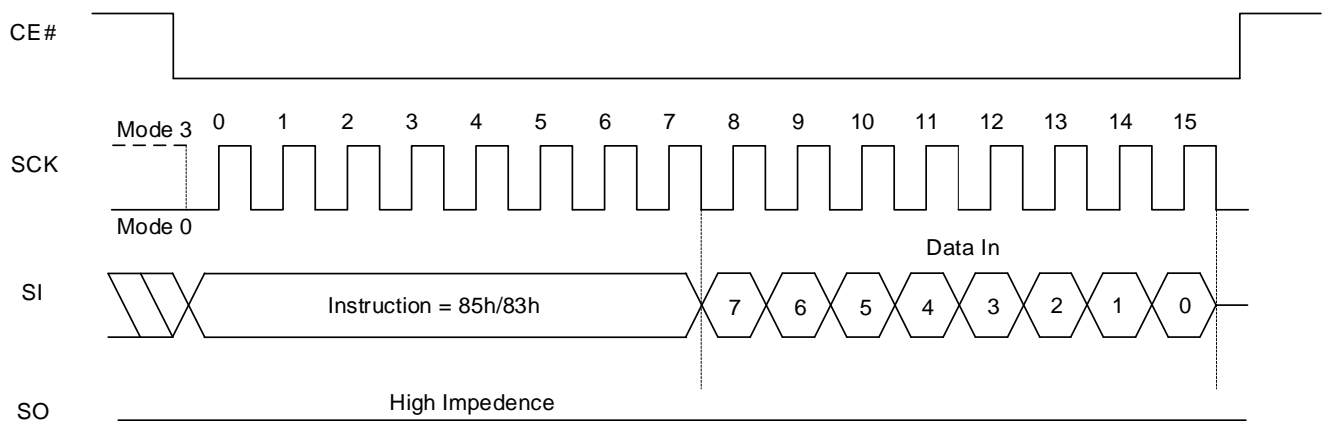 CE#
Mode 3 0 1 2 3 4 5 6 7 8 9 10 11 12 13 14 15
SCK
Mode 0
Data In
SI Instruction = 85h/83h 7 6 5 4 3 2 1 0
High Impedence
SO